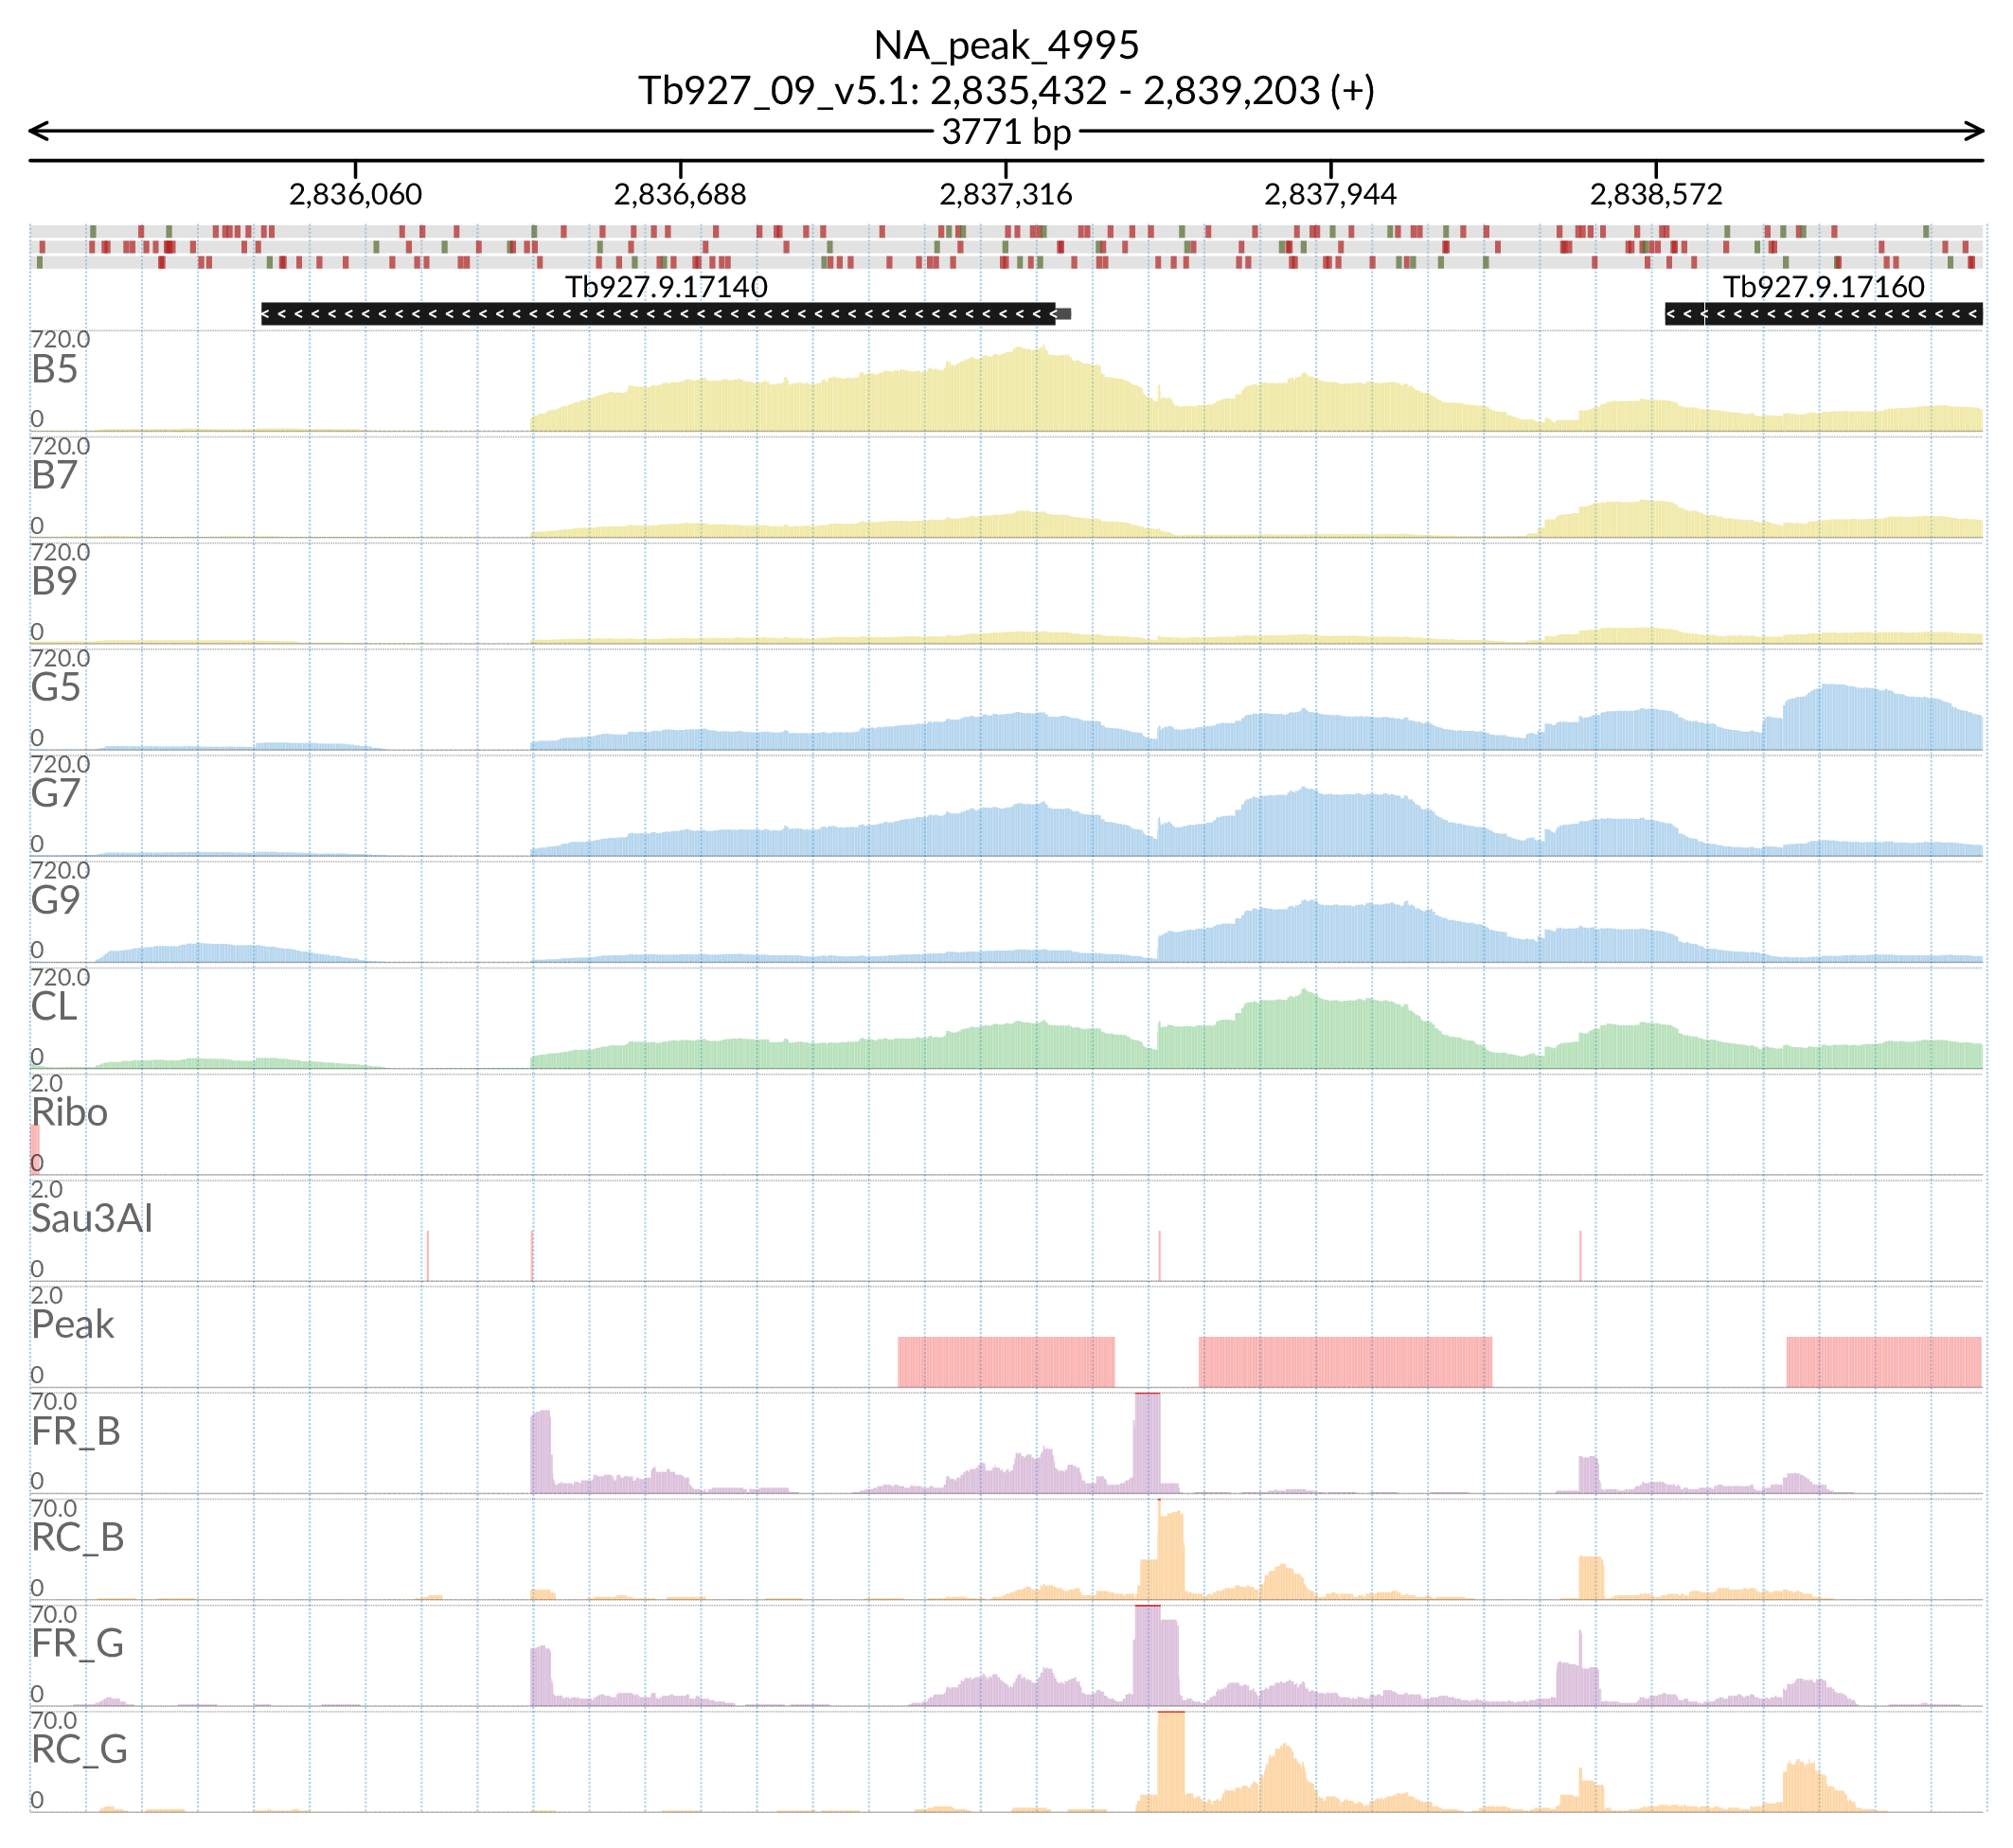 NA_peak_4995
Tb927_09_v5.1: 2,835,432 - 2,839,203 (+)
3771 bp
2,836,060 2,836,688 2,837,316 2,837,944 2,838,572
Tb927.9.17140 Tb927.9.17160
720.0
B5
0
720.0
B7
0
720.0
B9
0
720.0
G5
0
720.0
G7
0
720.0
G9
0
720.0
CL
0
2.0
Ribo
0
2.0
Sau3AI
0
2.0
Peak
0
70.0
FR_B
0
70.0
RC_B
0
70.0
FR_G
0
70.0
RC_G
0